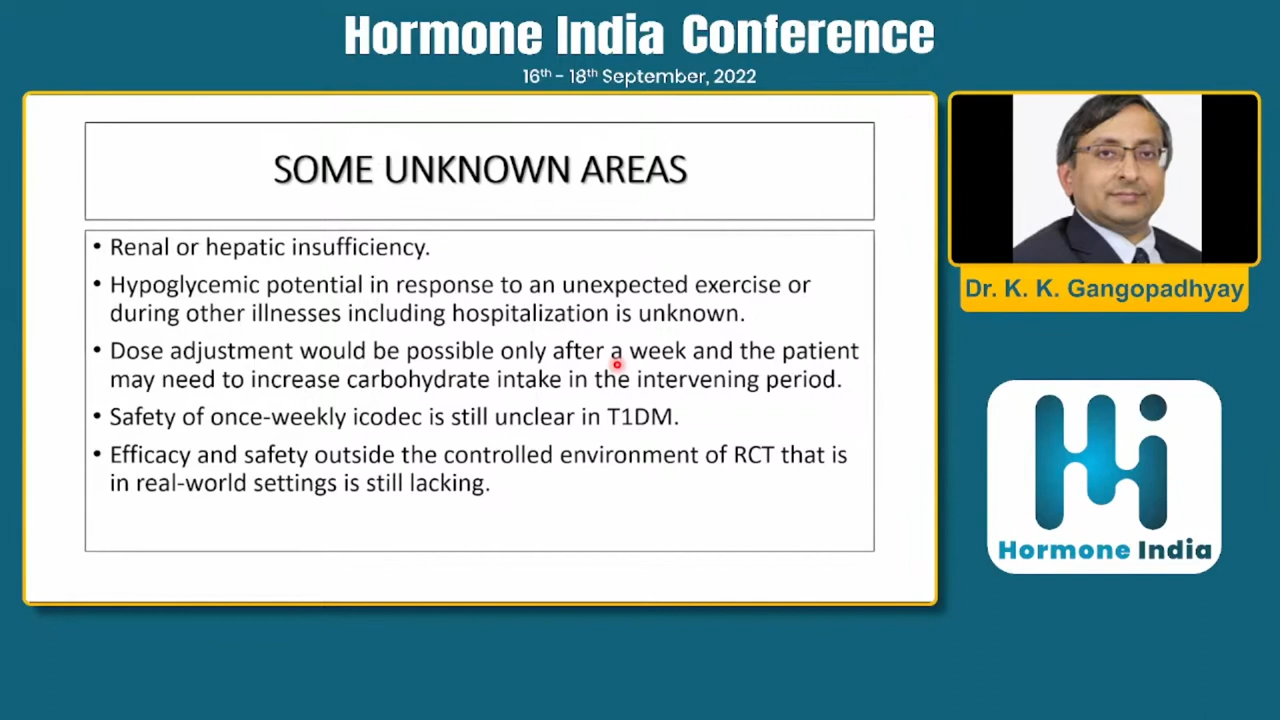 Hormone India Conference
16th - 18th September, 2022
SOME UNKNOWN AREAS
• Renal or hepatic insufficiency.
• Hypoglycemic potential in response to an unexpected exercise or
during other illnesses including hospitalization is unknown.
• Dose adjustment would be possible only after a week and the patient
may need to increase carbohydrate intake in the intervening period.
• Safety of once-weekly icodec is still unclear in T1DM.
• Efficacy and safety outside the controlled environment of RCT that is
in real-world settings is still lacking.
Dr. K. K. Gangopadhyay
Hormone India